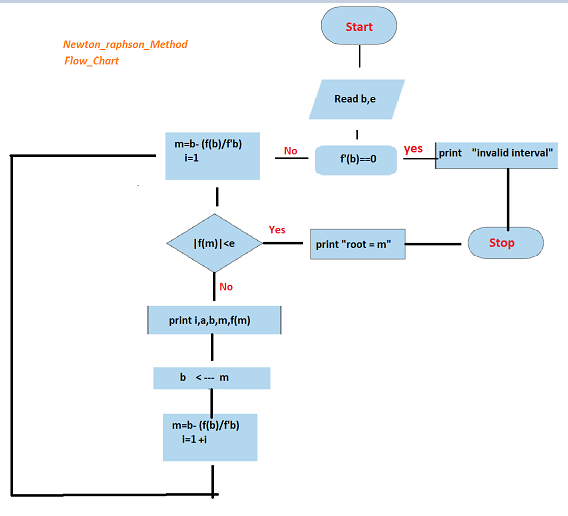 Newton_raphson_Method
Flow_Chart
Start
Read b,e
f'(b)==0
No
yes
print "invalid interval"
m=b- (f(b)/f'b)
i=1
|f(m)|<e
Yes
print "root = m"
Stop
No
print i,a,b,m,f(m)
b < --- m
m=b- (f(b)/f'b)
i=1 +i